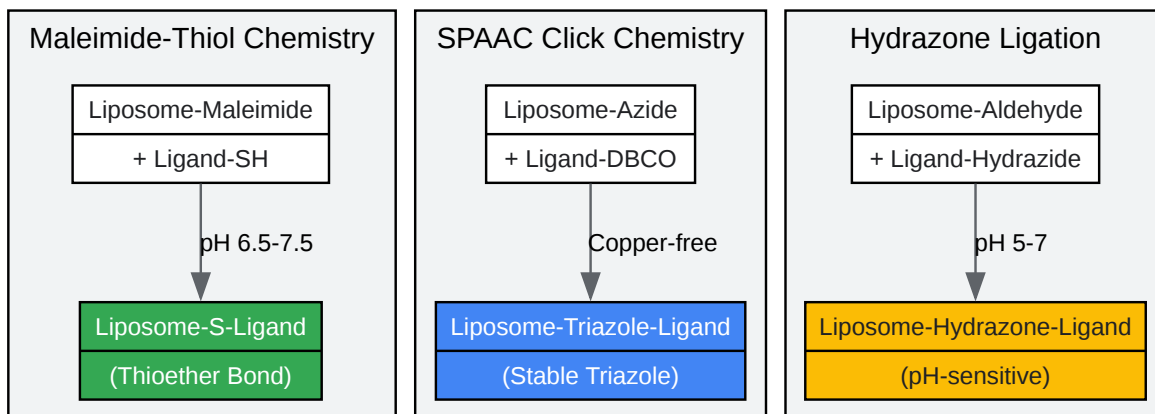 Maleimide-Thiol Chemistry
Liposome-Maleimide
+ Ligand-SH
pH 6.5-7.5
Liposome-S-Ligand
(Thioether Bond)
SPAAC Click Chemistry
Liposome-Azide
+ Ligand-DBCO
Copper-free
Liposome-Triazole-Ligand
(Stable Triazole)
Hydrazone Ligation
Liposome-Aldehyde
+ Ligand-Hydrazide
pH 5-7
Liposome-Hydrazone-Ligand
(pH-sensitive)